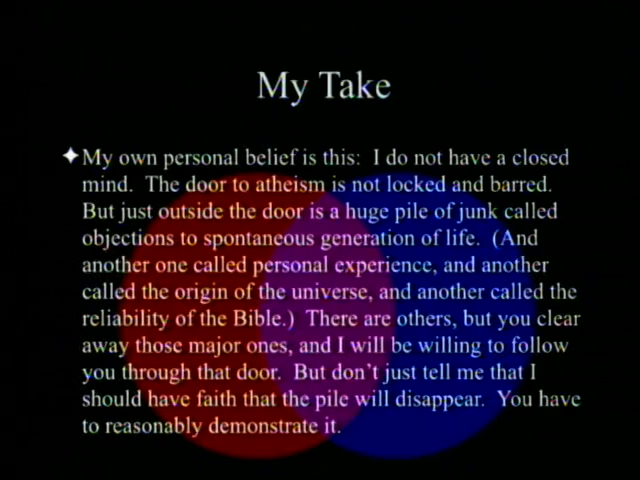 My Take
My own personal belief is this: I do not have a closed
mind. The door to atheism is not locked and barred.
But just outside the door is a huge pile of junk called
objections to spontaneous generation of life. (And
another one called personal experience, and another
called the origin of the universe, and another called the
reliability of the Bible.) There are others, but you clear
away those major ones, and I will be willing to follow
you through that door. But don't just tell me that I
should have faith that the pile will disappear. You have
to reasonably demonstrate it.